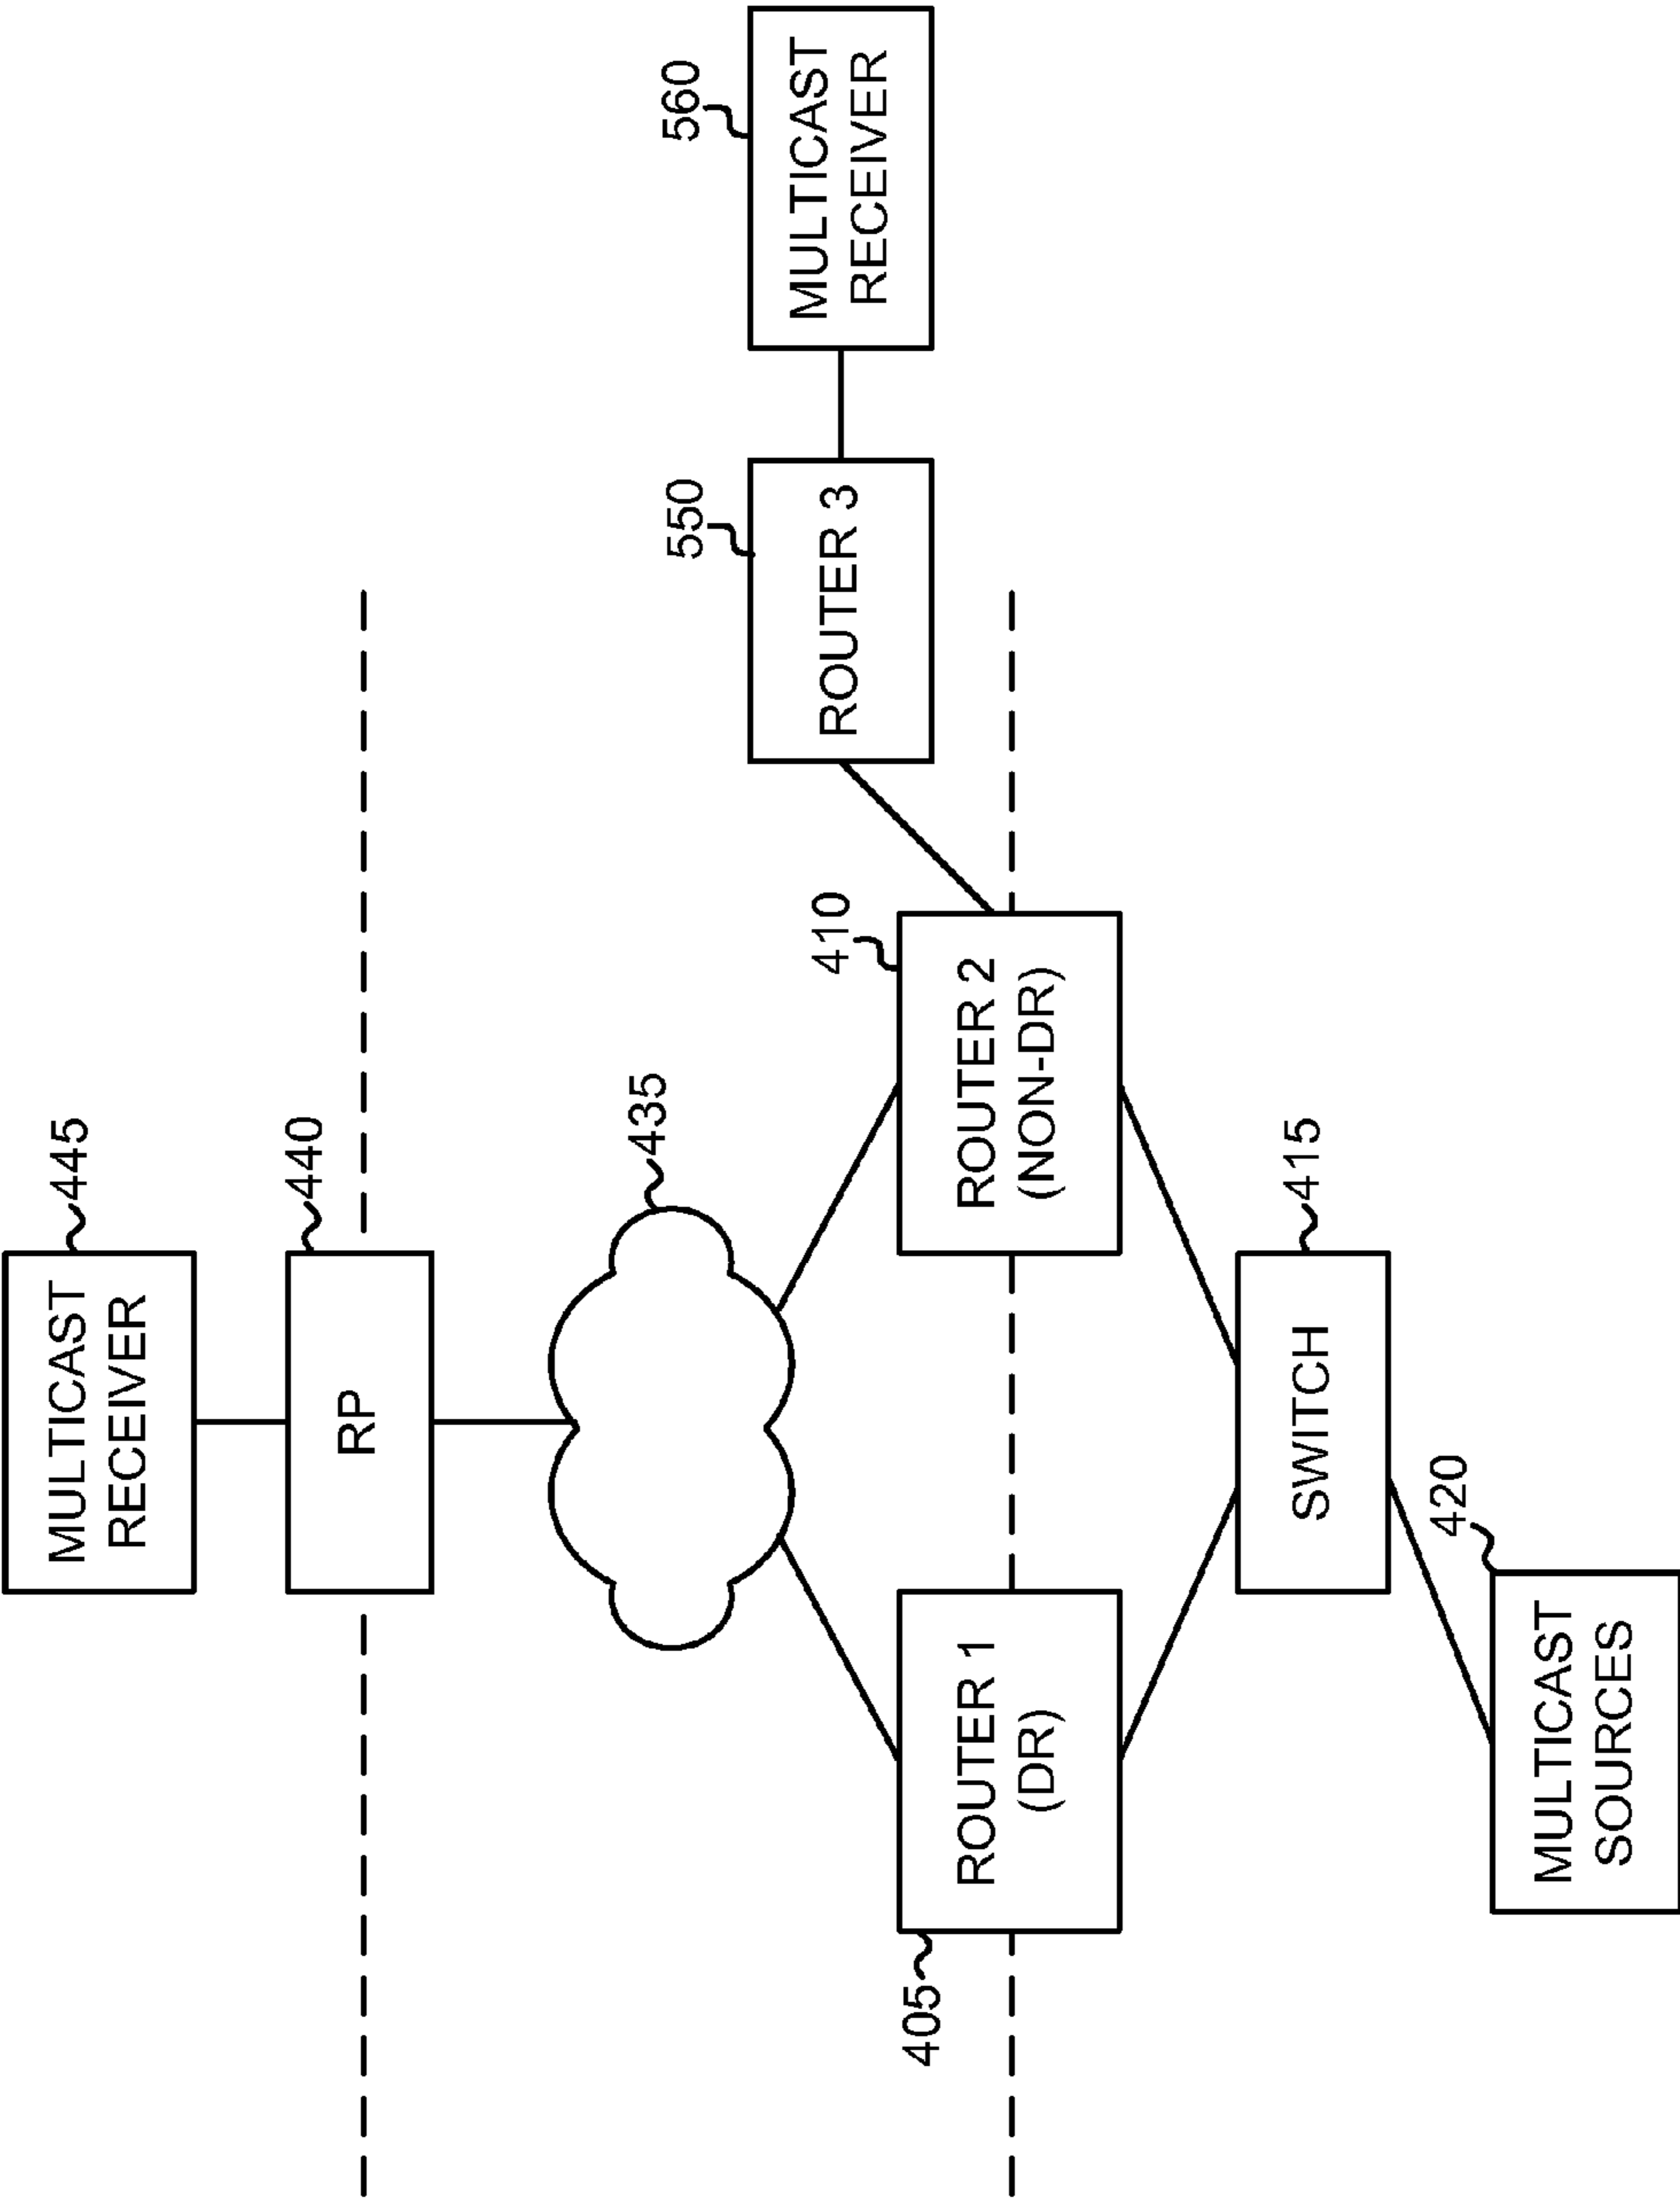 MULTICAST
RECEIVER
445
RP
440
435
560
MULTICAST
RECEIVER
550
ROUTER 3
405
ROUTER 1
(DR)
410
ROUTER 2
(NON-DR)
SWITCH
415
420
MULTICAST
SOURCES